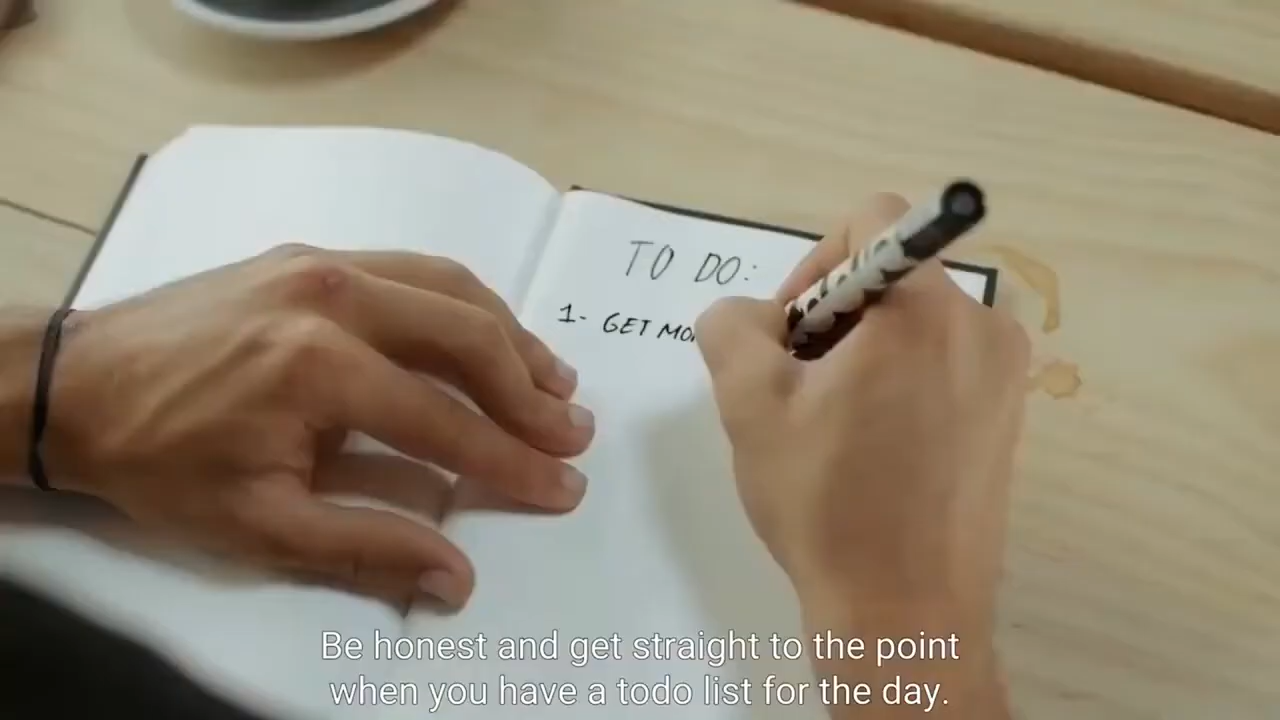 TO DO:
1- GET
Be honest and get straight to the point
when you have a todo list for the day.